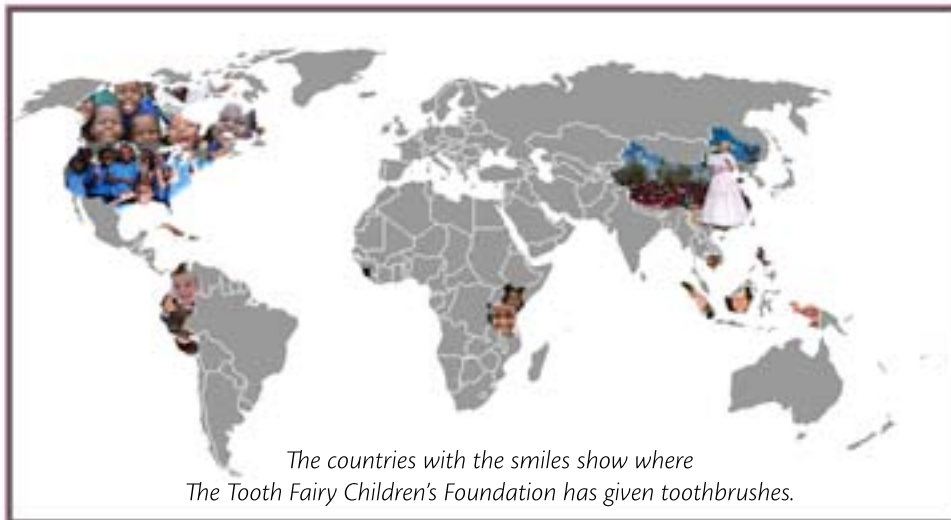 The countries with the smiles show where
The Tooth Fairy Children’s Foundation has given toothbrushes.